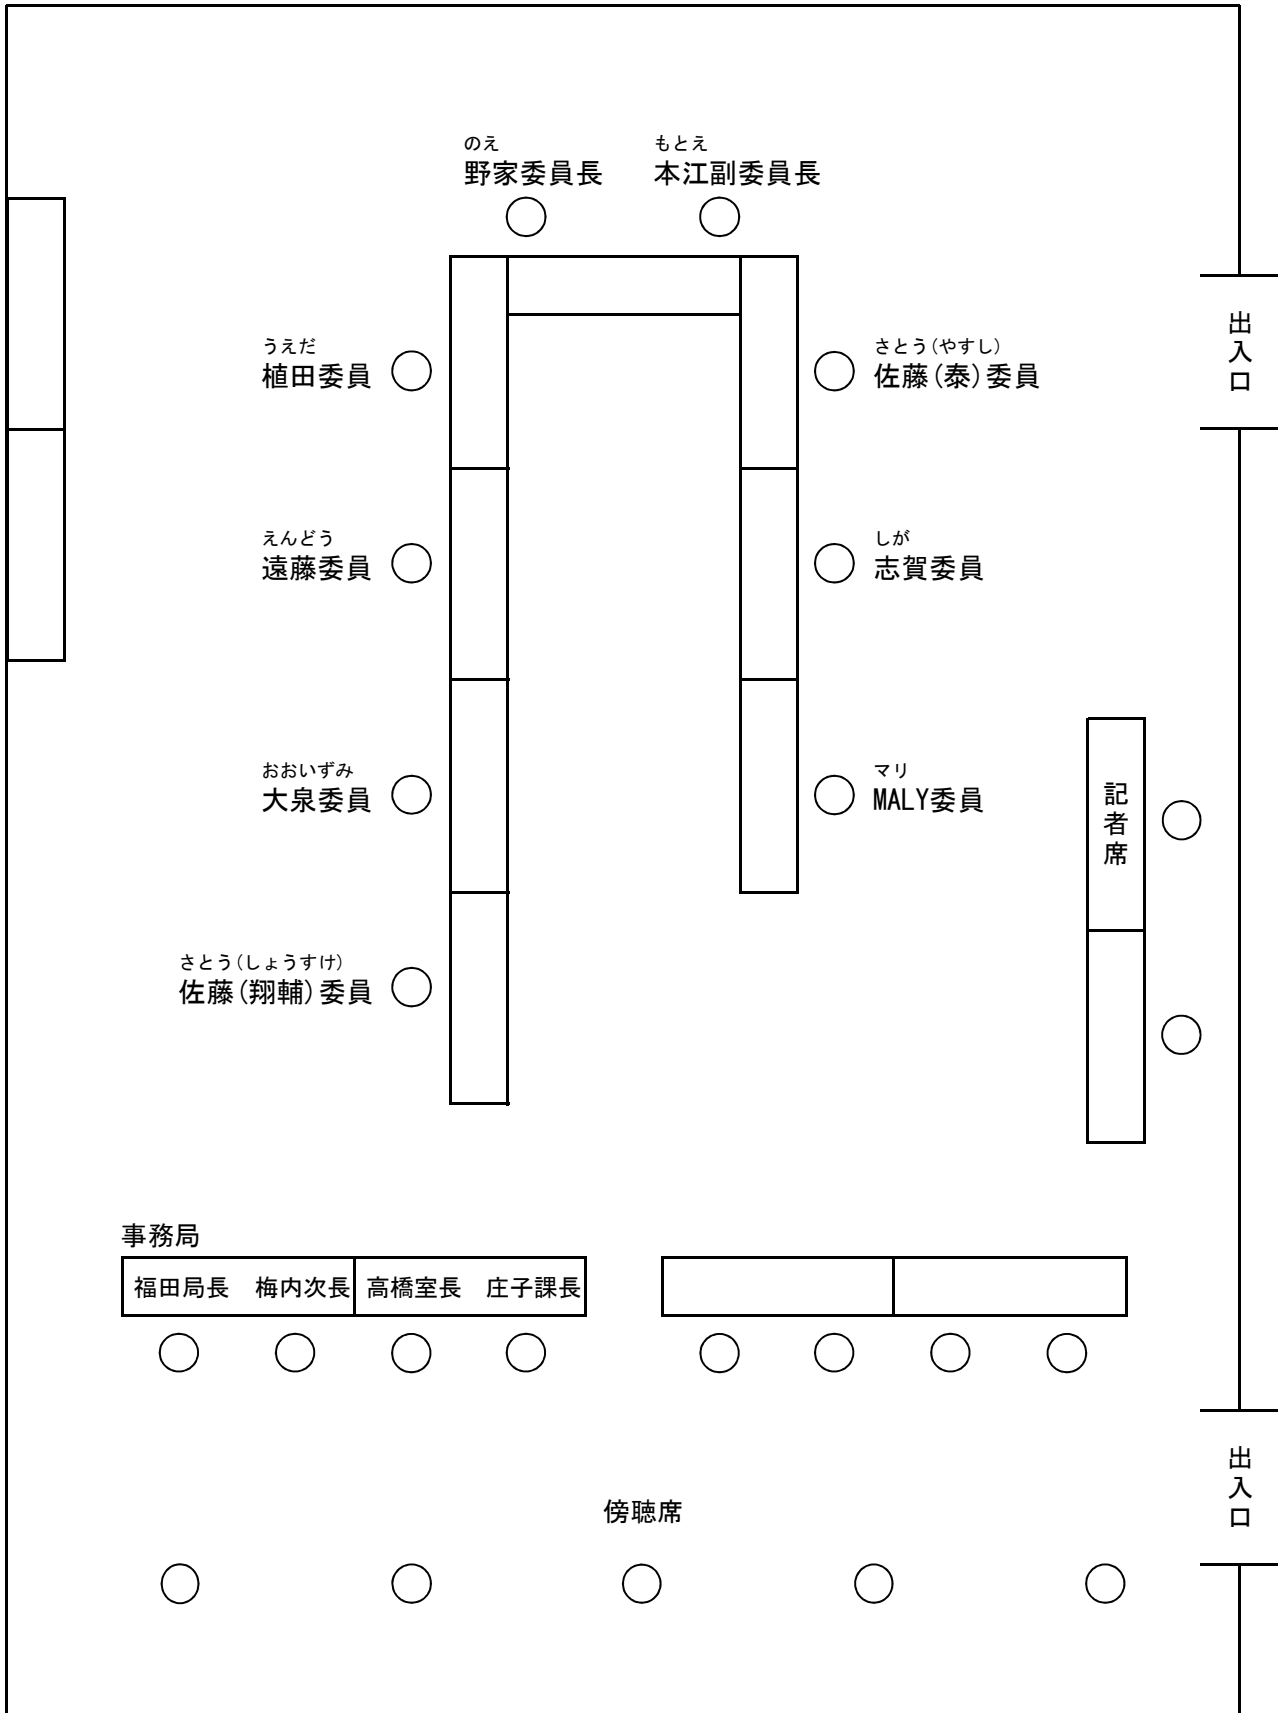 のえ
野家委員長
もとえ
本江副委員長
うえだ
植田委員
さとう(やすし)
佐藤(泰)委員
出入口
えんどう
遠藤委員
しが
志賀委員
おおいずみ
大泉委員
マリ
MALY委員
記者席
さとう(しょうすけ)
佐藤(翔輔)委員
事務局
福田局長 梅内次長 高橋室長 庄子課長
出入口
傍聴席